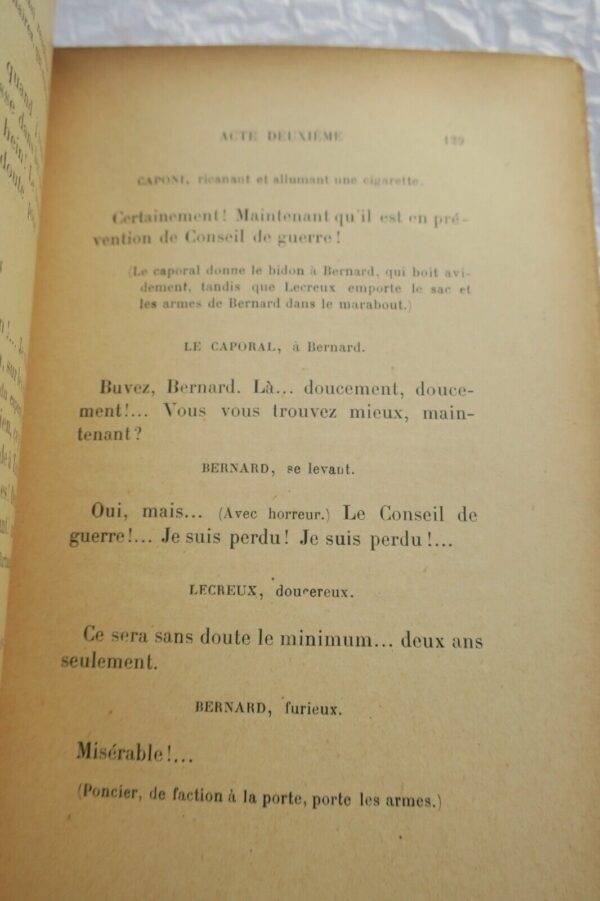 quand
hein!
doute
ACTE DEUXIÈME 129
CAPONI, ricanant et allumant une cigarette.
Certainement! Maintenant qu'il est en pré-
vention de Conseil de guerre!
(Le caporal donne le bidon à Bernard, qui boit avi-
dement, tandis que Lecreux emporte le sac et
les armes de Bernard dans le marabout.)
LE CAPORAL, à Bernard.
Buvez, Bernard. Là... doucement, douce-
ment!... Vous vous trouvez mieux, main-
tenant?
BERNARD, se levant.
Oui, mais... (Avec horreur.) Le Conseil de
guerre!... Je suis perdu! Je suis perdu!...
LECREUX, doucereux.
Ce sera sans doute le minimum... deux ans
seulement.
BERNARD, furieux.
Misérable!...
(Poncier, de faction à la porte, porte les armes.)